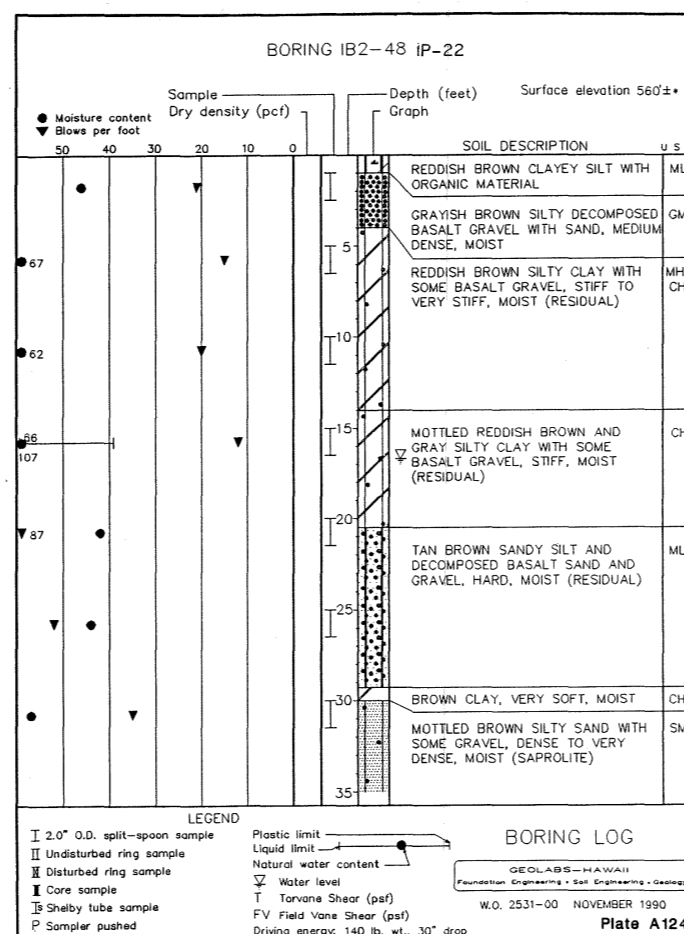 BORING IB2-48 IP-22
Sample
Dry density (pcf)
Depth (feet)
Graph
Surface elevation 560'±•
Moisture content
Blows per foot
50 40 30 20 10 0
SOIL DESCRIPTION
U S
REDDISH BROWN CLAYEY SILT WITH
ORGANIC MATERIAL
ML
GRAYISH BROWN SILTY DECOMPOSED
BASALT GRAVEL WITH SAND, MEDIUM
DENSE, MOIST
GM
5
67
REDDISH BROWN SILTY CLAY WITH
SOME BASALT GRAVEL, STIFF TO
VERY STIFF, MOIST (RESIDUAL)
MH
CH
10
62
15
66
107
MOTTLED REDDISH BROWN AND
GRAY SILTY CLAY WITH SOME
BASALT GRAVEL, STIFF, MOIST
(RESIDUAL)
CH
20
87
TAN BROWN SANDY SILT AND
DECOMPOSED BASALT SAND AND
GRAVEL, HARD, MOIST (RESIDUAL)
ML
25
30
BROWN CLAY, VERY SOFT, MOIST
CH
MOTTLED BROWN SILTY SAND WITH
SOME GRAVEL, DENSE TO VERY
DENSE, MOIST (SAPROLITE)
SM
35
LEGEND
2.0" O.D. split-spoon sample
Undisturbed ring sample
Disturbed ring sample
Core sample
Ts Shelby tube sample
P Sampler pushed
Plastic limit
Liquid limit
Natural water content
Water level
T Torvane Shear (psf)
FV Field Vane Shear (psf)
Driving energy: 140 lb. wt., 30" drop
BORING LOG
GEOLABS-HAWAII
Foundation Engineering • Soil Engineering • Geology
W.O. 2531-00 NOVEMBER 1990
Plate A124